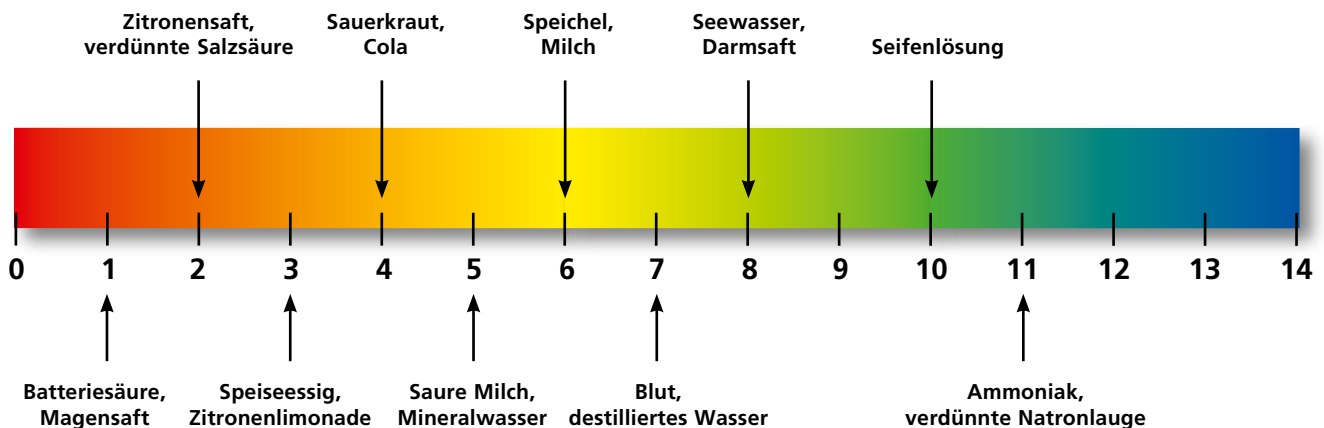 Zitronensaft,
verdünnte Salzsäure
Sauerkraut,
Cola
Speichel,
Milch
Seewasser,
Darmsaft
Seifenlösung
0 1 2 3 4 5 6 7 8 9 10 11 12 13 14
Batteriesäure,
Magensaft
Speiseessig,
Zitronenlimonade
Saure Milch,
Mineralwasser
Blut,
destilliertes Wasser
Ammoniak,
verdünnte Natronlauge